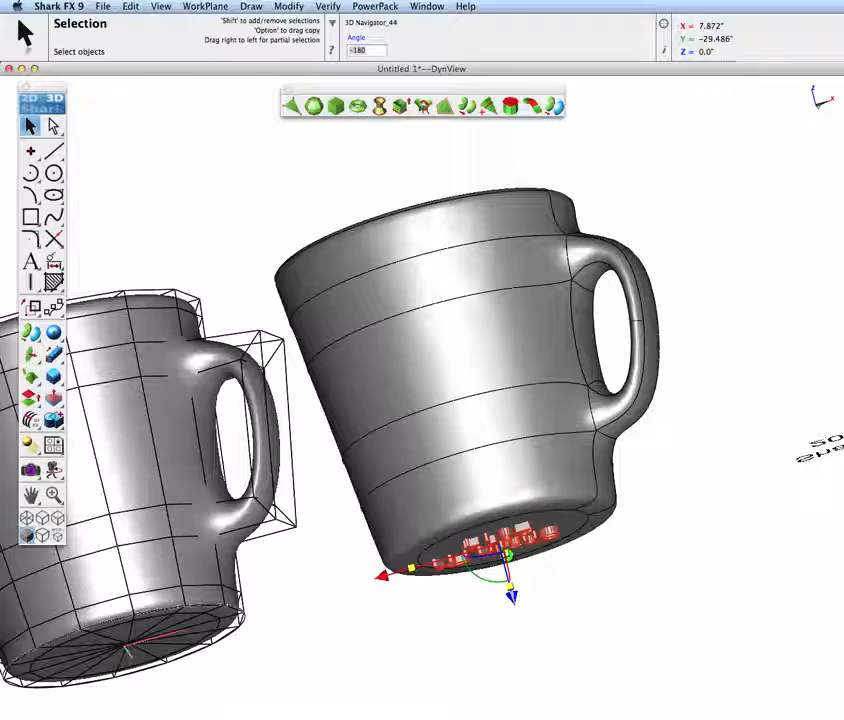 Shark FX 9 File Edit View WorkPlane Draw Modify Verify PowerPack Window Help
Selection
Select objects
'Shift' to add/remove selections
'Option' to drag copy
Drag right to left for partial selection
?
3D Navigator_44
Angle
-180
i
X = 7.872"
Y = -29.486"
Z = 0.0"
Untitled 1*--DynView
2D 3D
Shark
A
z
x